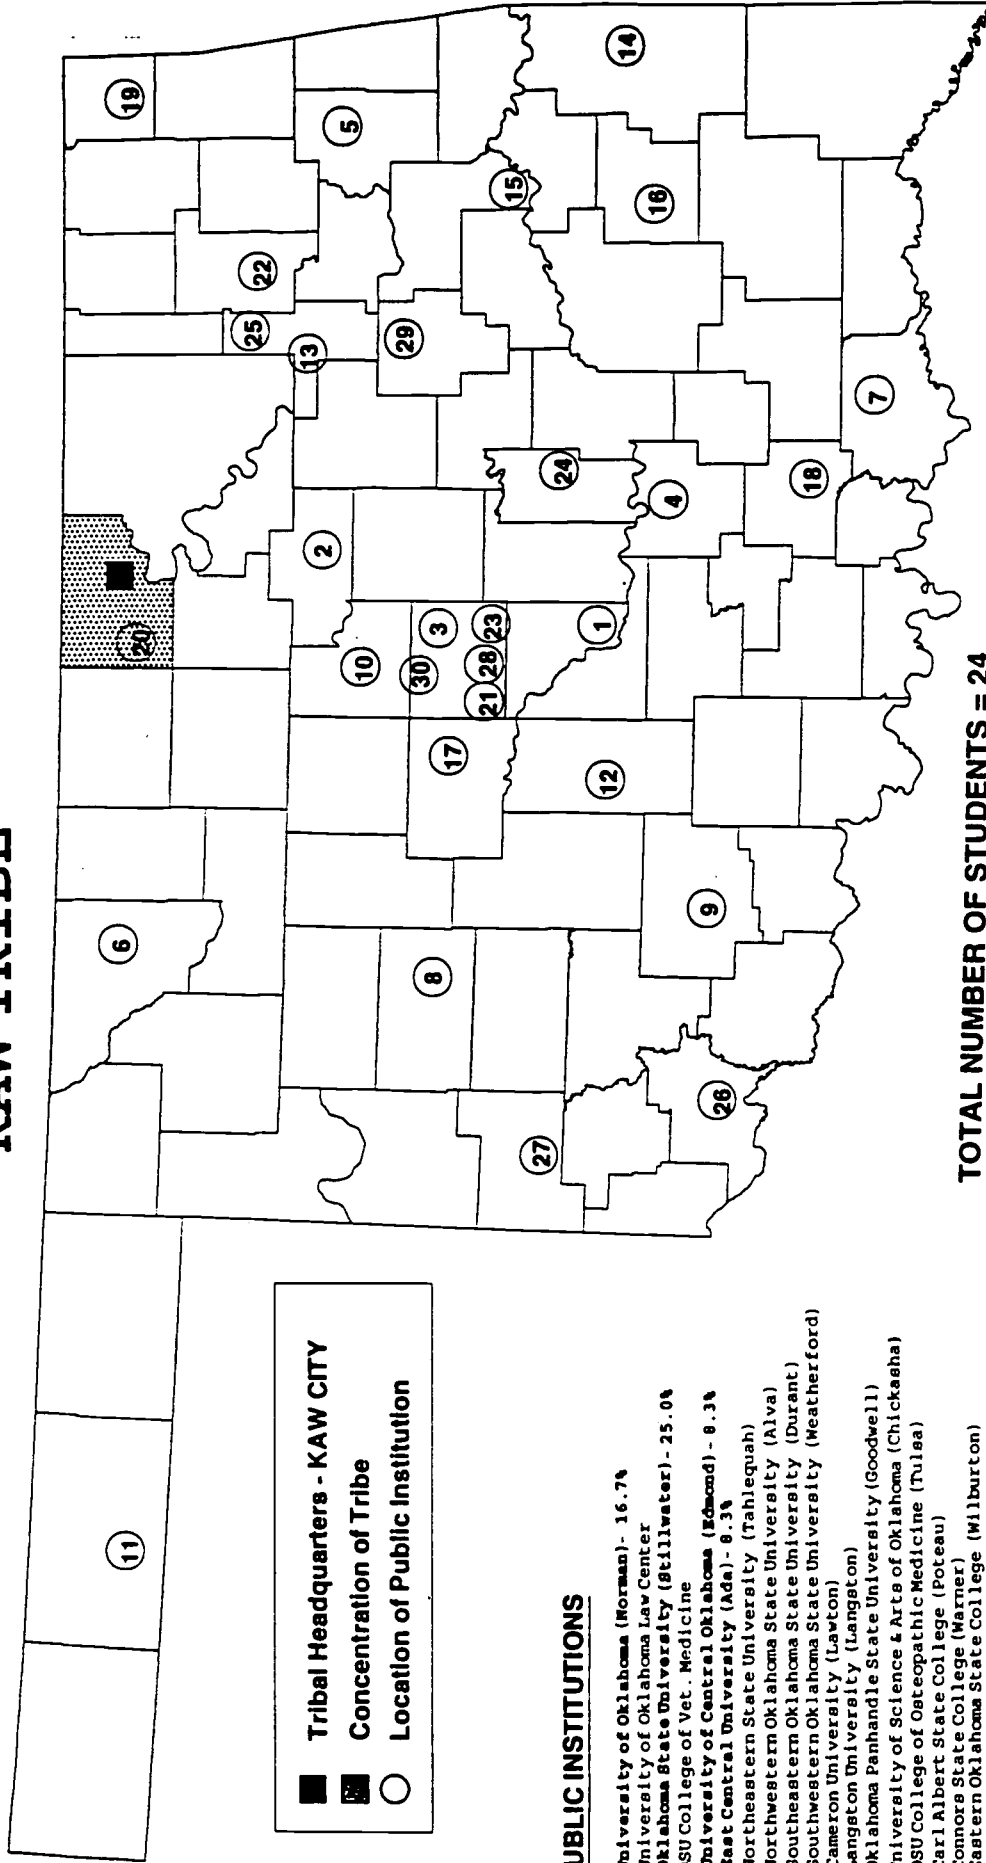 KAW TRIBE
19
5
14
22
15
16
25
13
29
7
20
2
24
4
18
10
30
3
21
28
23
1
17
12
6
8
9
27
26
11
Tribal Headquarters - KAW CITY
Concentration of Tribe
Location of Public Institution
TOTAL NUMBER OF STUDENTS = 24
UBLIC INSTITUTIONS
niversity of Oklahoma (Norman) - 16.7%
niversity of Oklahoma Law Center
klahoma State University (Stillwater) - 25.0%
SU College of Vet. Medicine
niversity of Central Oklahoma (Edmond) - 8.3%
ast Central University (Ada) - 8.3%
ortheastern State University (Tahlequah)
orthwestern Oklahoma State University (Alva)
outheastern Oklahoma State University (Durant)
outhwestern Oklahoma State University (Weatherford)
ameron University (Lawton)
angston University (Langston)
klahoma Panhandle State University (Goodwell)
niversity of Science & Arts of Oklahoma (Chickasha)
SU College of Osteopathic Medicine (Tulsa)
arl Albert State College (Poteau)
onnors State College (Warner)
astern Oklahoma State College (Wilburton)